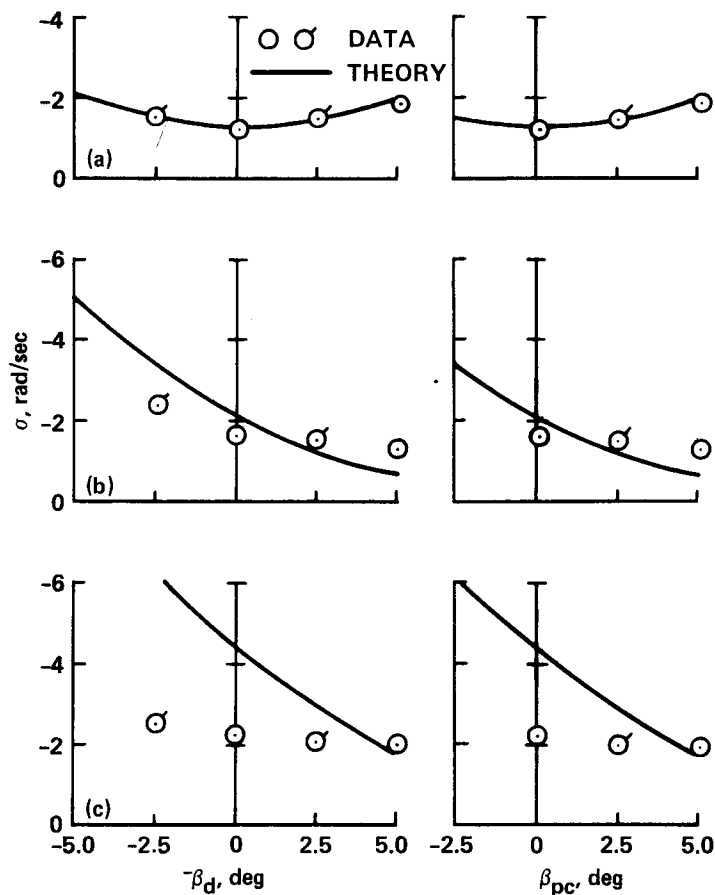 -4
-2
0
(a)
DATA
THEORY
-6
-4
-2
0
(b)
σ, rad/sec
-6
-4
-2
0
(c)
-5.0 -2.5 0 2.5 5.0
-β_d, deg
-2.5 0 2.5 5.0
β_pc, deg